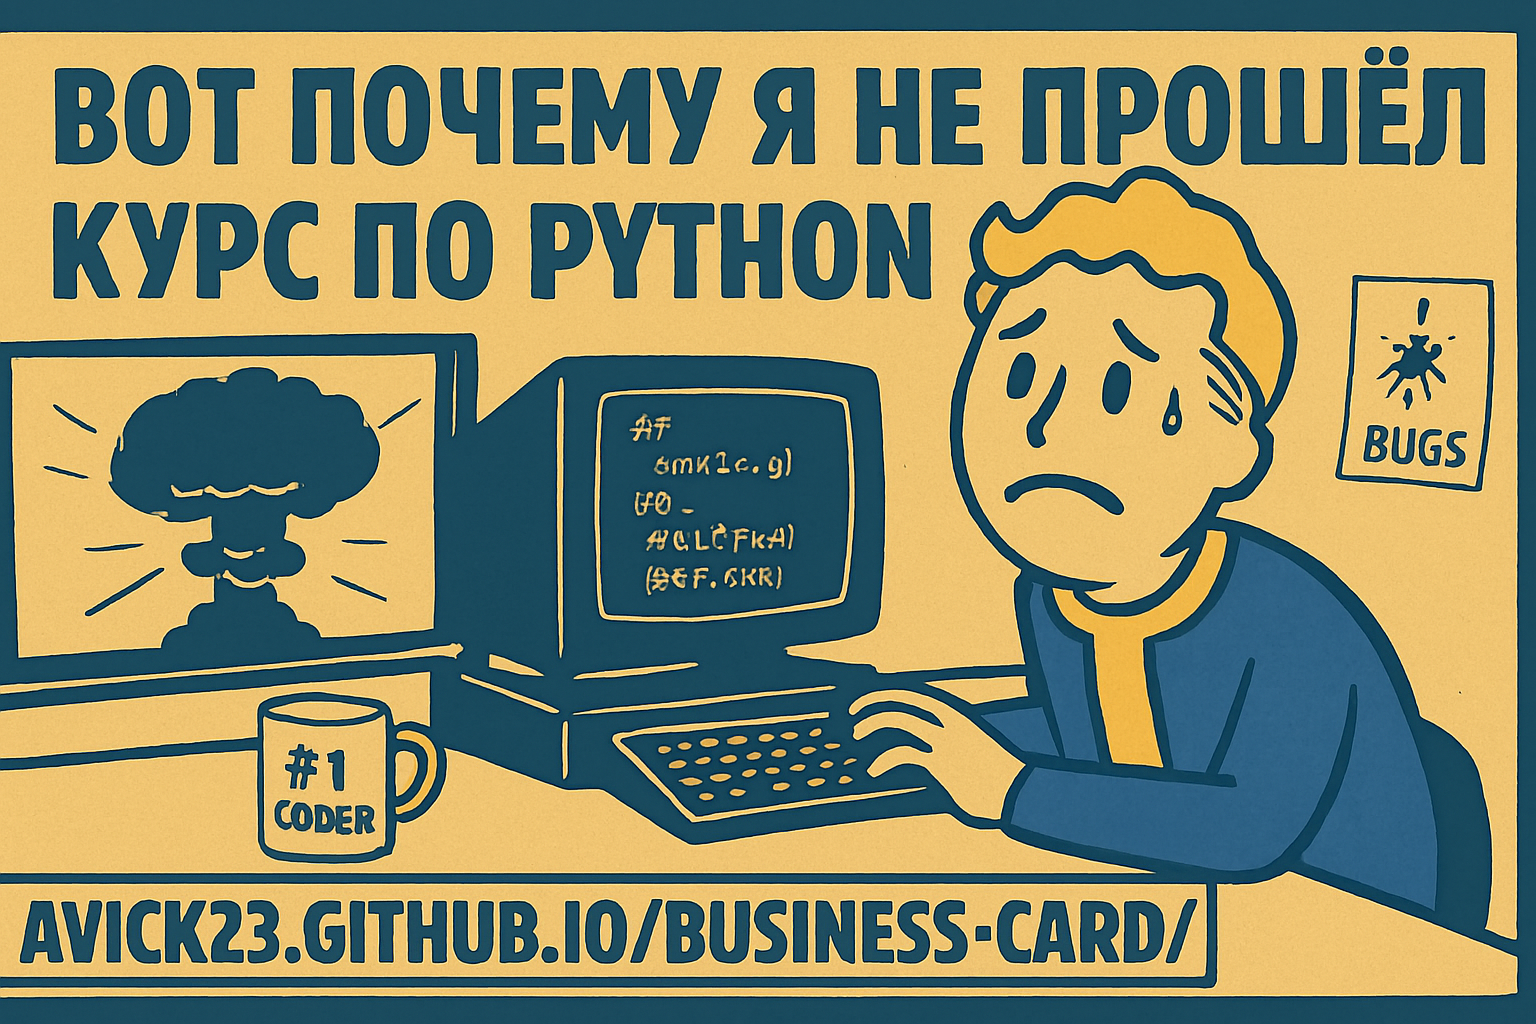 ВОТ ПОЧЕМУ Я НЕ ПРОШЁЛ
КУРС ПО PYTHON
BUGS
#1
CODER
AVICK23.GITHUB.IO/BUSINESS-CARD/